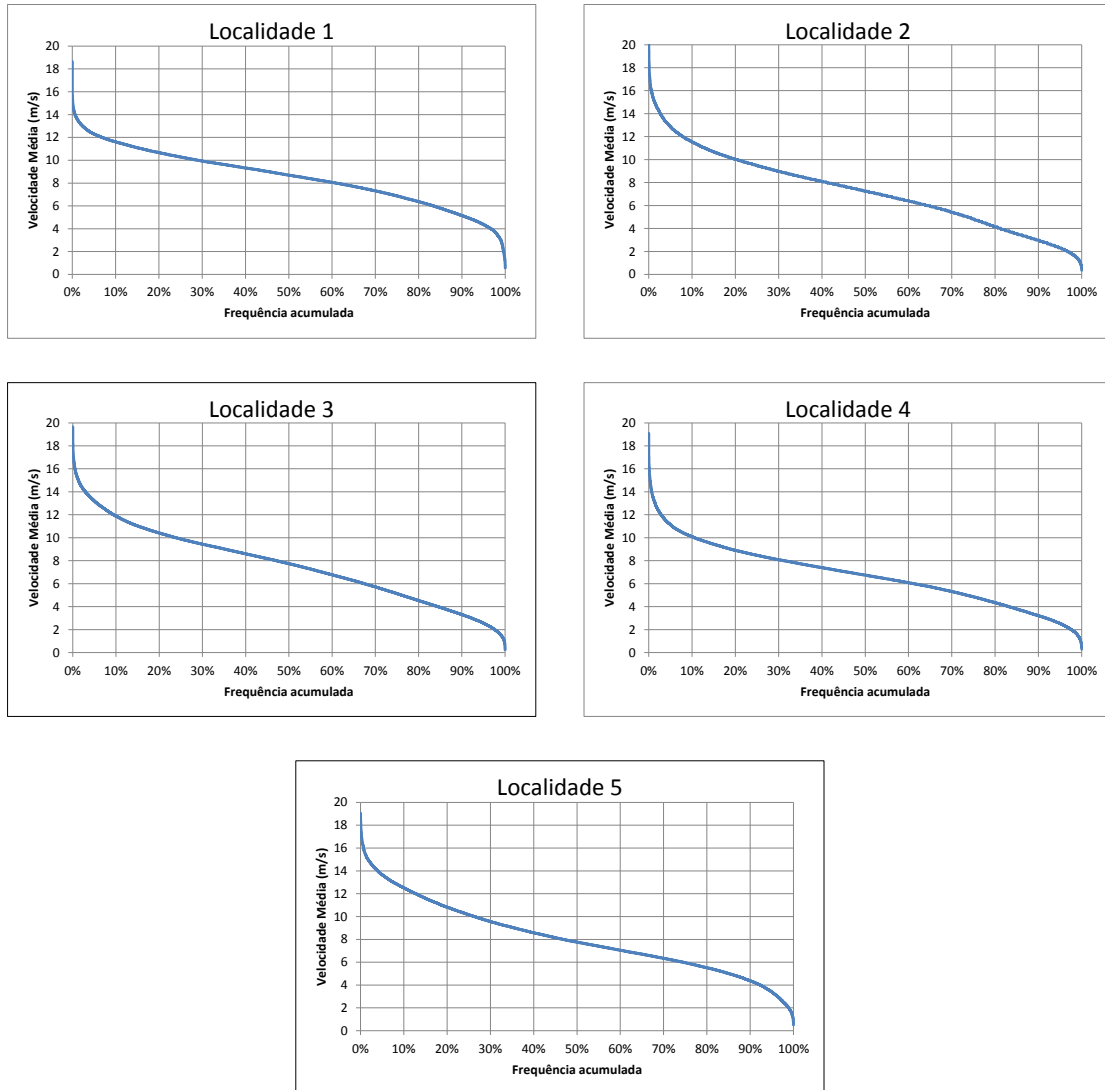 Localidade 1
Velocidade Média (m/s)
20
18
16
14
12
10
8
6
4
2
0
0% 10% 20% 30% 40% 50% 60% 70% 80% 90% 100%
Frequência acumulada
Localidade 2
Velocidade Média (m/s)
20
18
16
14
12
10
8
6
4
2
0
0% 10% 20% 30% 40% 50% 60% 70% 80% 90% 100%
Frequência acumulada
Localidade 3
Velocidade Média (m/s)
20
18
16
14
12
10
8
6
4
2
0
0% 10% 20% 30% 40% 50% 60% 70% 80% 90% 100%
Frequência acumulada
Localidade 4
Velocidade Média (m/s)
20
18
16
14
12
10
8
6
4
2
0
0% 10% 20% 30% 40% 50% 60% 70% 80% 90% 100%
Frequência acumulada
Localidade 5
Velocidade Média (m/s)
20
18
16
14
12
10
8
6
4
2
0
0% 10% 20% 30% 40% 50% 60% 70% 80% 90% 100%
Frequência acumulada